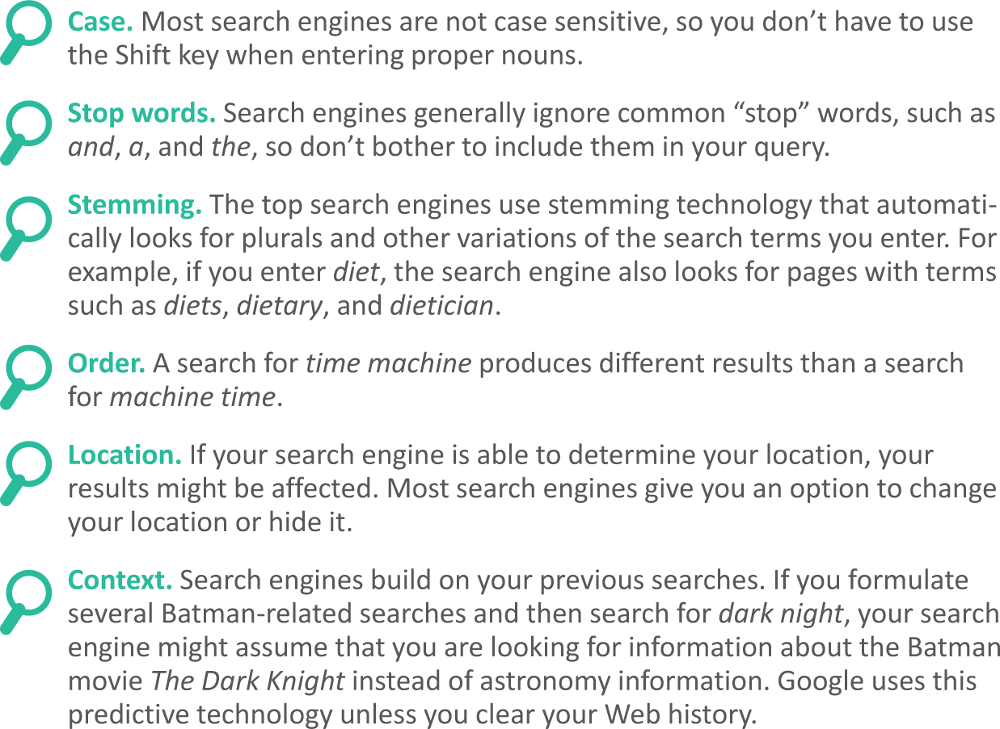 Case. Most search engines are not case sensitive, so you don’t have to use
the Shift key when entering proper nouns.
Stop words. Search engines generally ignore common “stop” words, such as
and, a, and the, so don’t bother to include them in your query.
Stemming. The top search engines use stemming technology that automati-
cally looks for plurals and other variations of the search terms you enter. For
example, if you enter diet, the search engine also looks for pages with terms
such as diets, dietary, and dietician.
Order. A search for time machine produces different results than a search
for machine time.
Location. If your search engine is able to determine your location, your
results might be affected. Most search engines give you an option to change
your location or hide it.
Context. Search engines build on your previous searches. If you formulate
several Batman-related searches and then search for dark night, your search
engine might assume that you are looking for information about the Batman
movie The Dark Knight instead of astronomy information. Google uses this
predictive technology unless you clear your Web history.